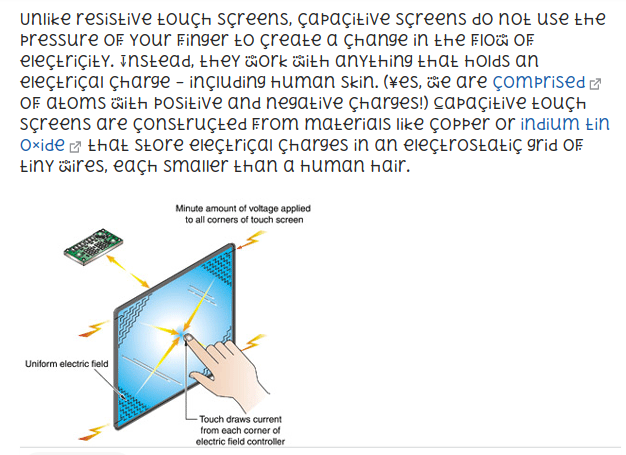 Unlike resistive touch screens, capacitive screens do not use the
pressure of your finger to create a change in the flow of
electricity. Instead, they work with anything that holds an
electrical charge – including human skin. (Yes, we are comprised
of atoms with positive and negative charges!) Capacitive touch
screens are constructed from materials like copper or indium tin
oxide that store electrical charges in an electrostatic grid of
tiny wires, each smaller than a human hair.
Minute amount of voltage applied
to all corners of touch screen
Uniform electric field
Touch draws current
from each corner of
electric field controller